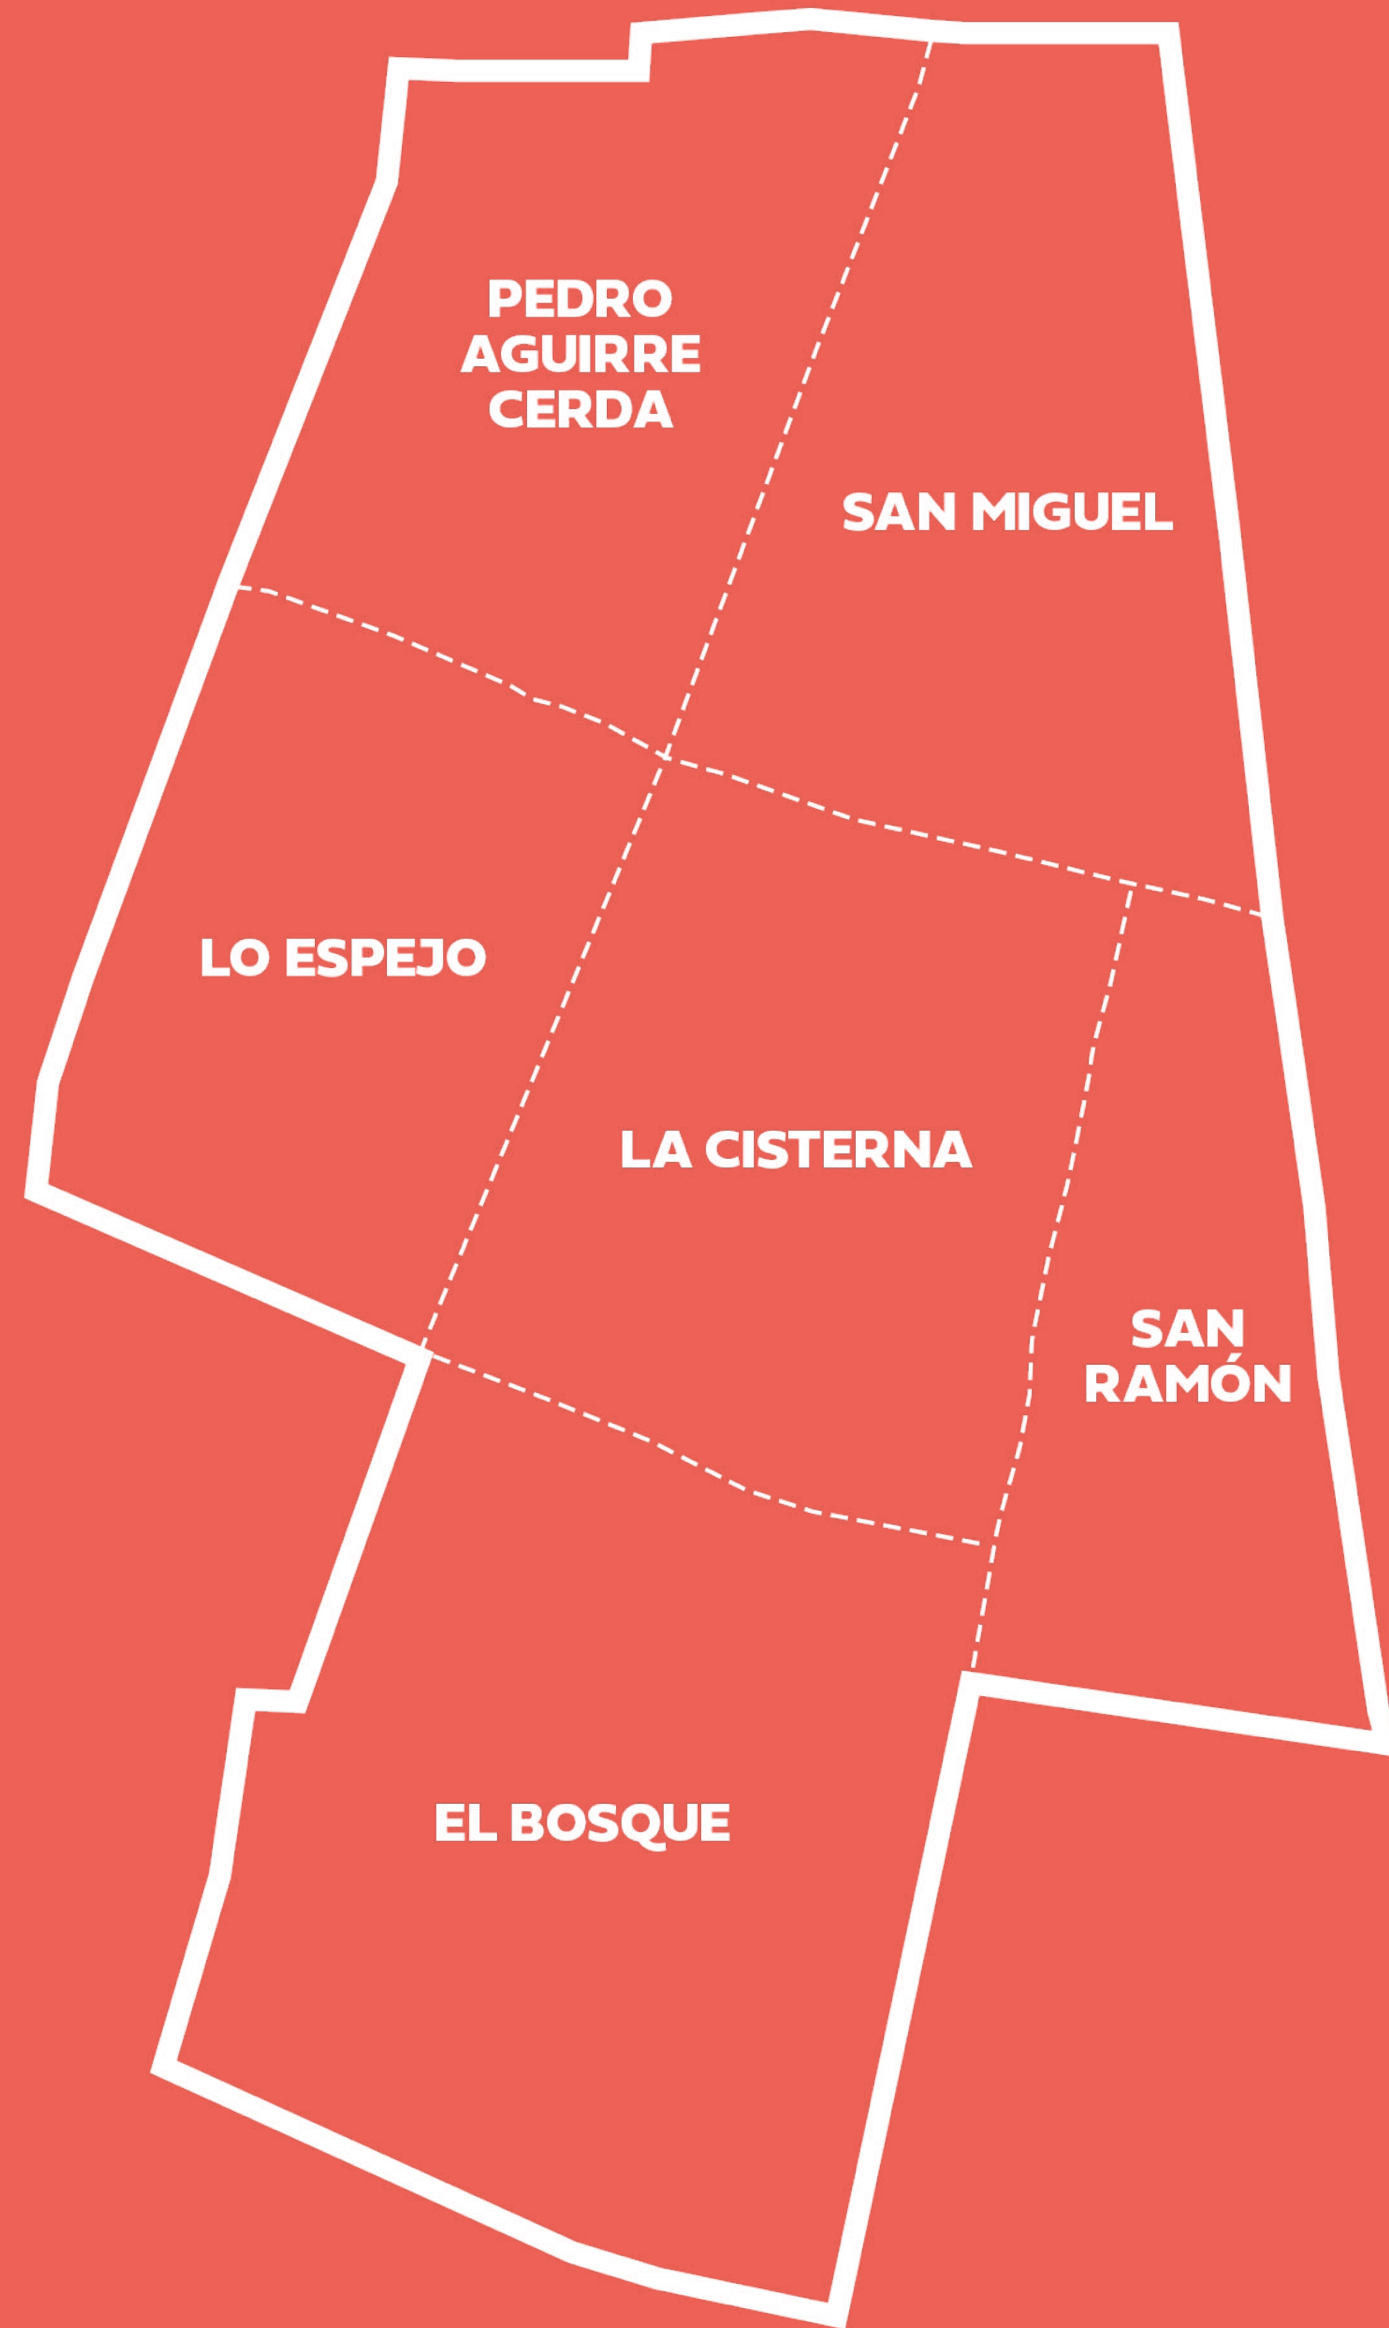 PEDRO
AGUIRRE
CERDA
SAN MIGUEL
LO ESPEJO
LA CISTERNA
SAN
RAMÓN
EL BOSQUE